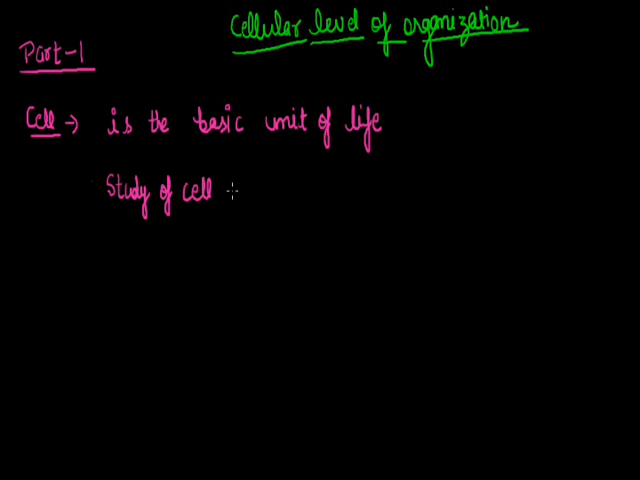 Cellular level of organization
Part-1
Cell → is the basic unit of life
Study of cell